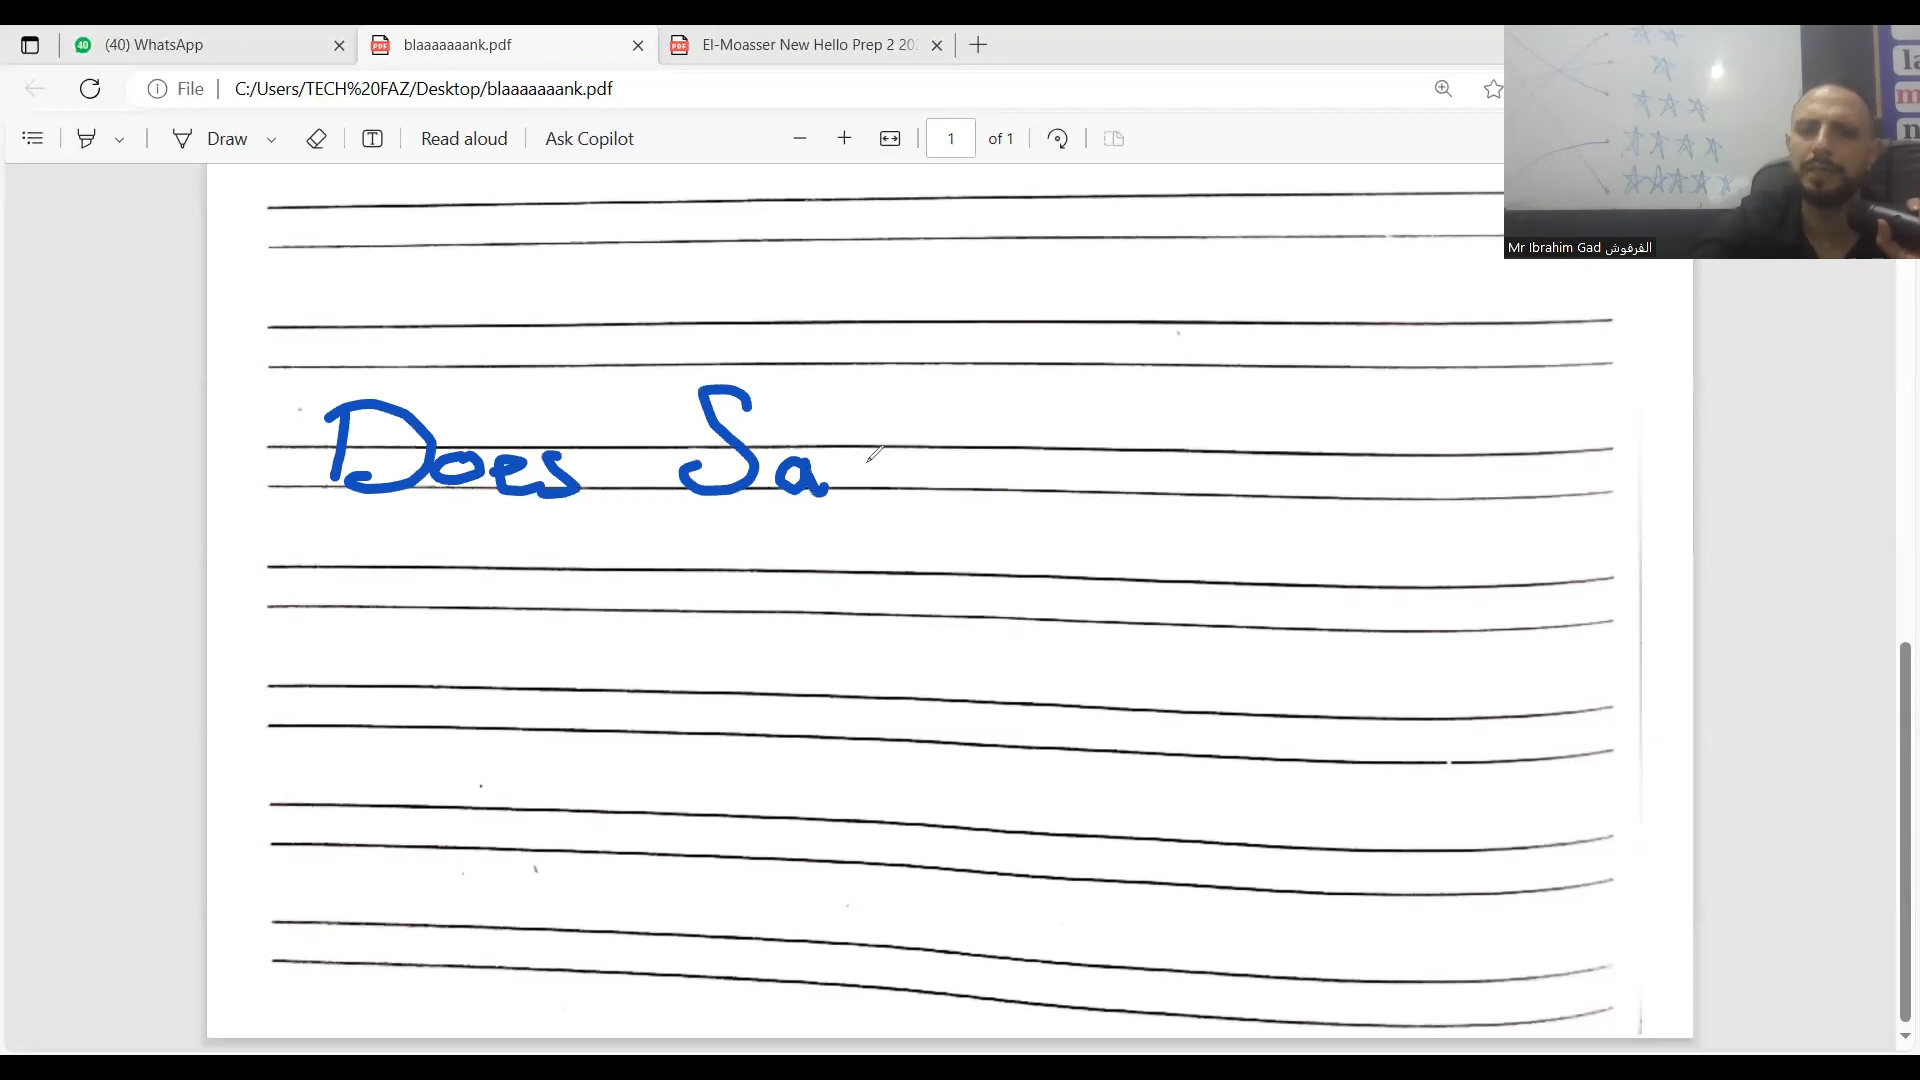 (40) WhatsApp
blaaaaaaank.pdf
El-Moasser New Hello Prep 2 20
File
C:/Users/TECH%20FAZ/Desktop/blaaaaaaank.pdf
Draw
Read aloud
Ask Copilot
1
of 1
la
m
n
Mr Ibrahim Gad الفرفوش
Does Sa